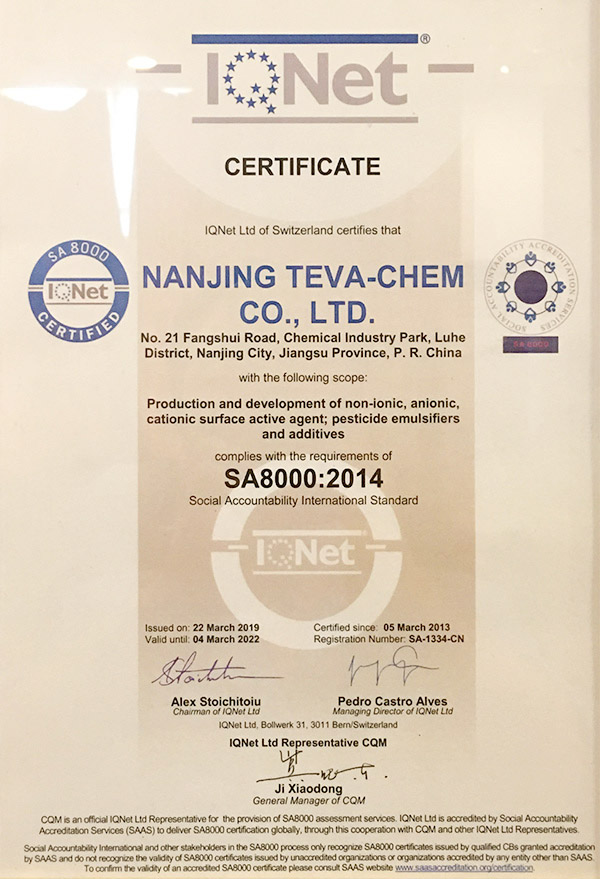 IQNet®
CERTIFICATE
IQNet Ltd of Switzerland certifies that
SA 8000
IQNet
CERTIFIED
SOCIAL ACCOUNTABILITY ACCREDITATION SERVICES
SA 8000
NANJING TEVA-CHEM
CO., LTD.
No. 21 Fangshui Road, Chemical Industry Park, Luhe
District, Nanjing City, Jiangsu Province, P. R. China
with the following scope:
Production and development of non-ionic, anionic,
cationic surface active agent; pesticide emulsifiers
and additives
complies with the requirements of
SA8000:2014
Social Accountability International Standard
IQNet
Issued on: 22 March 2019
Valid until: 04 March 2022
Certified since: 05 March 2013
Registration Number: SA-1334-CN
Alex Stoichitoiu
Chairman of IQNet Ltd
Pedro Castro Alves
Managing Director of IQNet Ltd
IQNet Ltd, Bollwerk 31, 3011 Bern/Switzerland
IQNet Ltd Representative CQM
Ji Xiaodong
General Manager of CQM
CQM is an official IQNet Ltd Representative for the provision of SA8000 assessment services. IQNet Ltd is accredited by Social Accountability
Accreditation Services (SAAS) to deliver SA8000 certification globally, through this cooperation with CQM and other IQNet Ltd Representatives.
Social Accountability International and other stakeholders in the SA8000 process only recognize SA8000 certificates issued by qualified CBs granted accreditation
by SAAS and do not recognize the validity of SA8000 certificates issued by unaccredited organizations or organizations accredited by any entity other than SAAS.
To confirm the validity of an accredited SA8000 certificate please consult SAAS website www.saasaccreditation.org/certification.